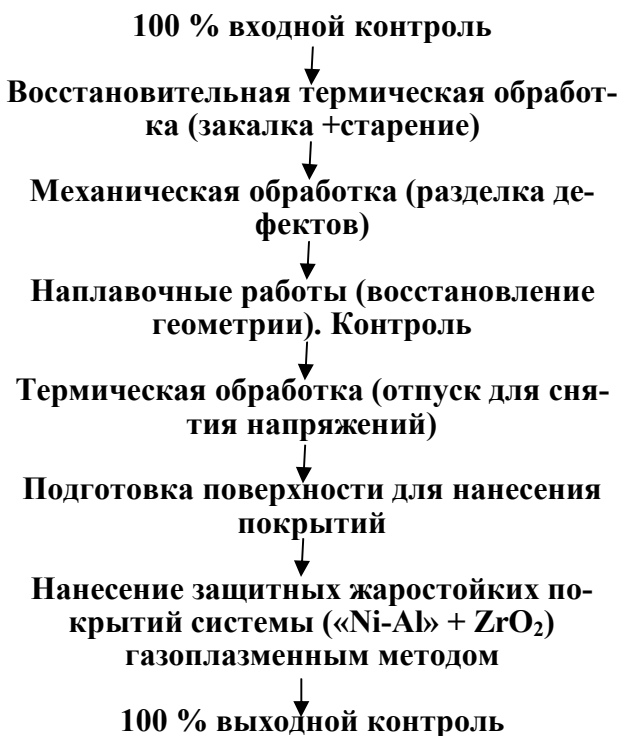 100 % входной контроль
Восстановительная термическая обработ-
ка (закалка +старение)
Механическая обработка (разделка де-
фектов)
Наплавочные работы (восстановление
геометрии). Контроль
Термическая обработка (отпуск для сня-
тия напряжений)
Подготовка поверхности для нанесения
покрытий
Нанесение защитных жаростойких по-
крытий системы («Ni-Al» + ZrO₂)
газоплазменным методом
100 % выходной контроль